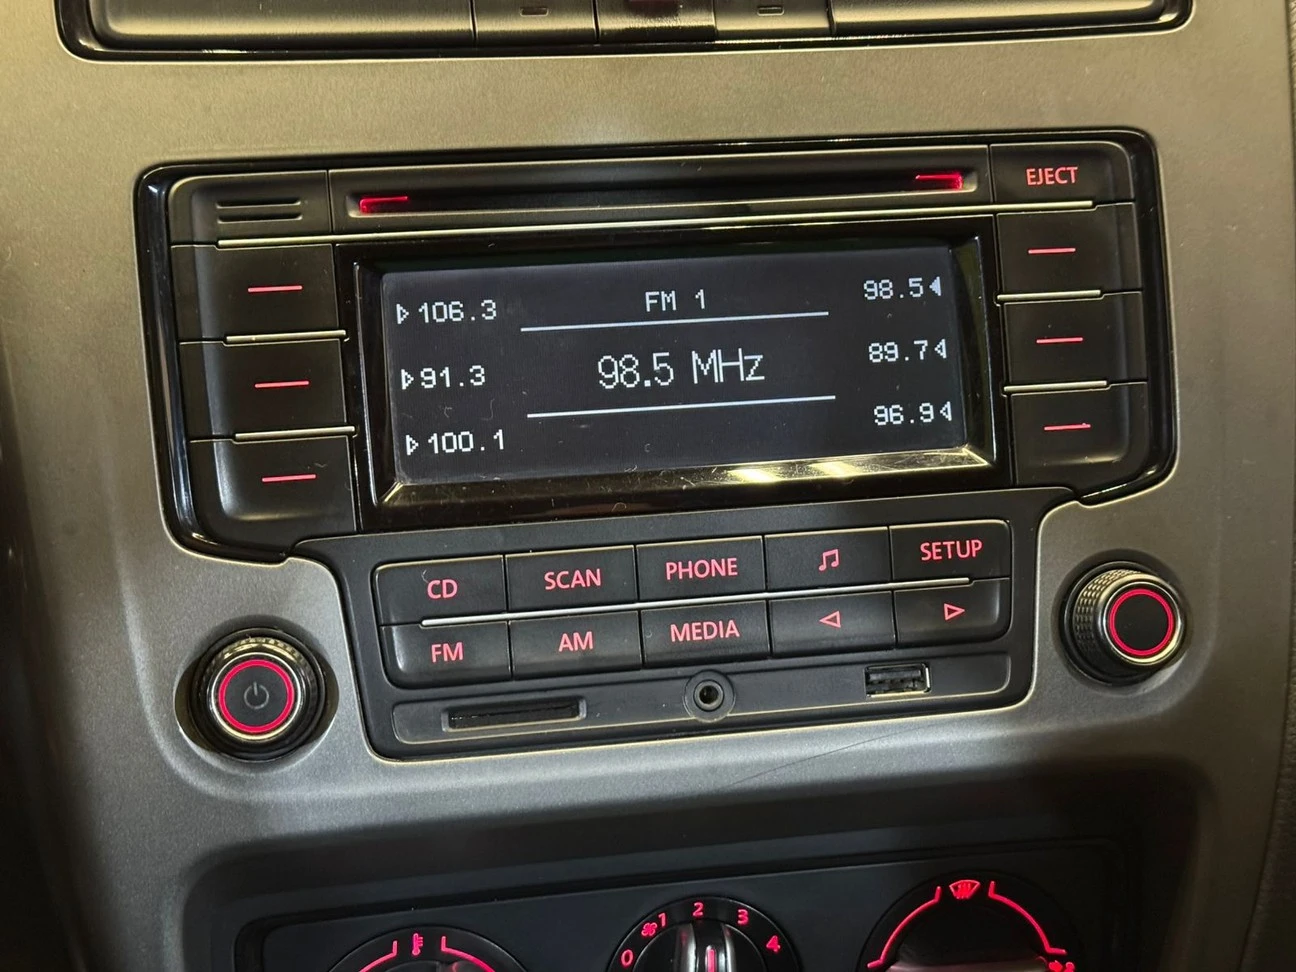 EJECT
106.3 FM 1 98.5
91.3 98.5 MHz 89.7
100.1 96.9
CD SCAN PHONE SETUP
FM AM MEDIA
0 1 2 3 4